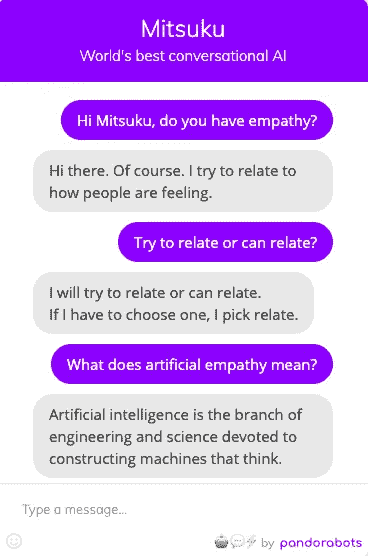 Mitsuku
World's best conversational AI
Hi Mitsuku, do you have empathy?
Hi there. Of course. I try to relate to
how people are feeling.
Try to relate or can relate?
I will try to relate or can relate.
If I have to choose one, I pick relate.
What does artificial empathy mean?
Artificial intelligence is the branch of
engineering and science devoted to
constructing machines that think.
Type a message...
by pandorabots